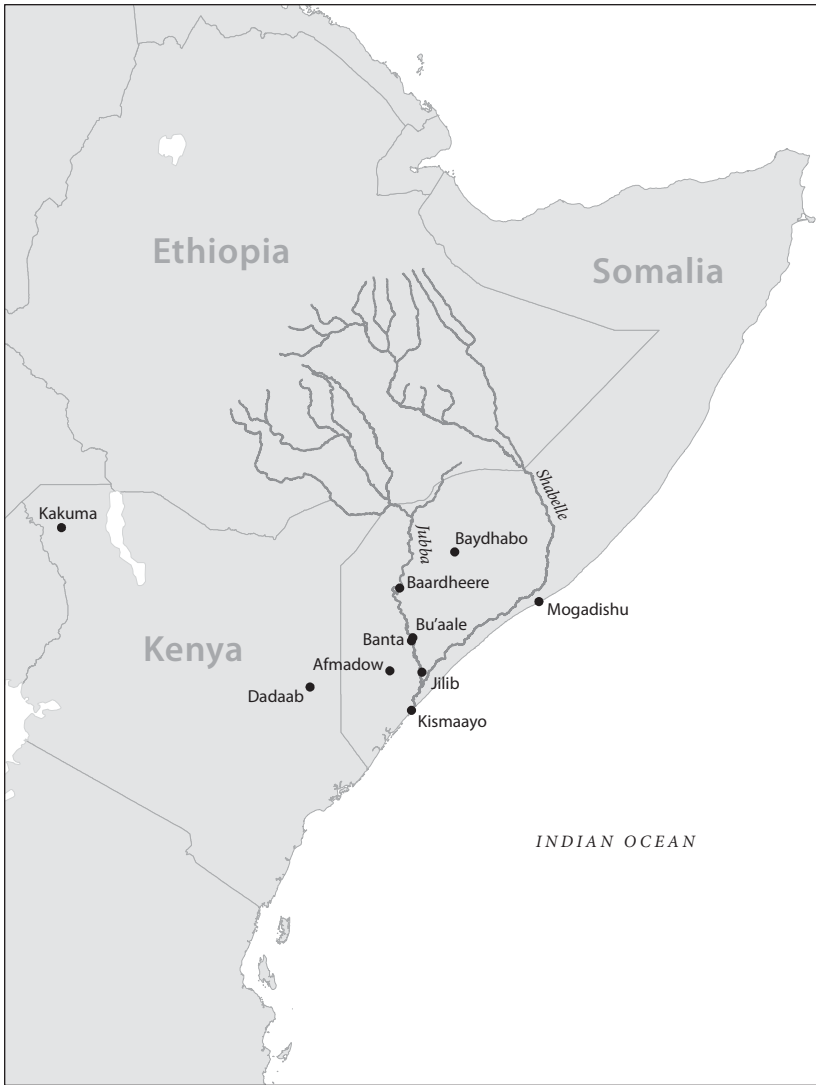 Ethiopia
Somalia
Shabelle
Kakuma
Jubba
Baydhabo
Baardheere
Mogadishu
Bu’aale
Banta
Kenya
Afmadow
Jilib
Dadaab
Kismaayo
INDIAN OCEAN